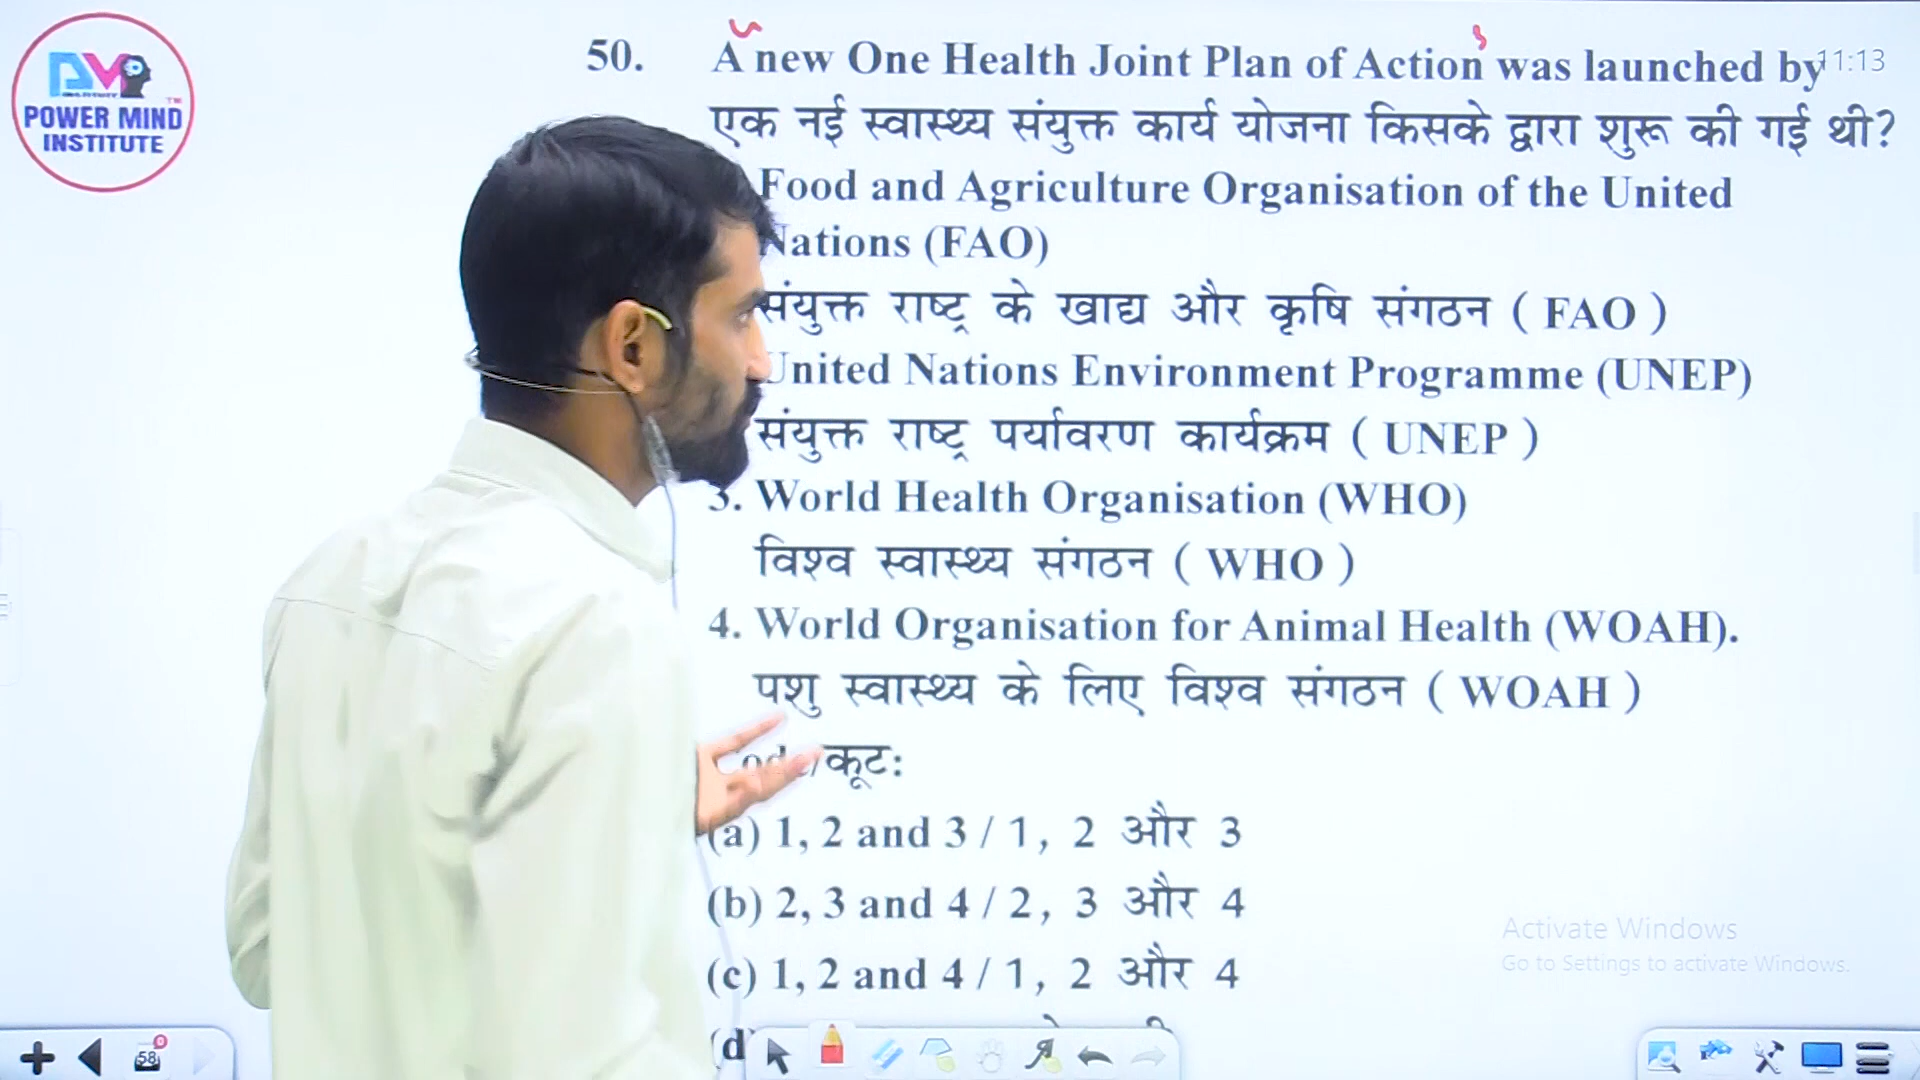 POWER MIND
INSTITUTE
TM
50. A new One Health Joint Plan of Action was launched by
11:13
एक नई स्वास्थ्य संयुक्त कार्य योजना किसके द्वारा शुरू की गई थी?
Food and Agriculture Organisation of the United
Nations (FAO)
संयुक्त राष्ट्र के खाद्य और कृषि संगठन ( FAO )
United Nations Environment Programme (UNEP)
संयुक्त राष्ट्र पर्यावरण कार्यक्रम ( UNEP )
3. World Health Organisation (WHO)
विश्व स्वास्थ्य संगठन ( WHO )
4. World Organisation for Animal Health (WOAH).
पशु स्वास्थ्य के लिए विश्व संगठन ( WOAH )
कूटः
(a) 1, 2 and 3 / 1, 2 और 3
(b) 2, 3 and 4 / 2, 3 और 4
(c) 1, 2 and 4 / 1, 2 और 4
(d
Activate Windows
Go to Settings to activate Windows.
58
0